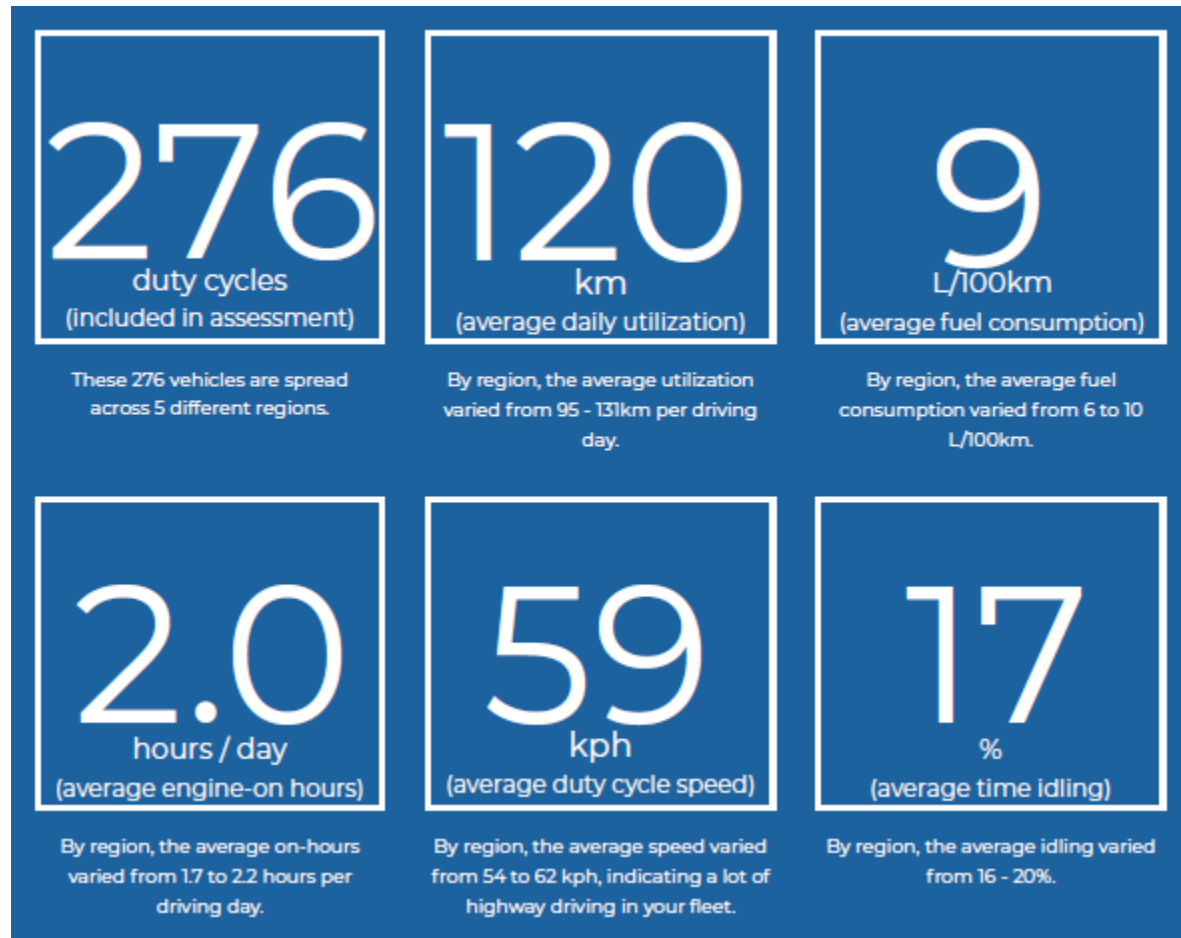 276
duty cycles
(included in assessment)
These 276 vehicles are spread
across 5 different regions.
120
km
(average daily utilization)
By region, the average utilization
varied from 95 - 131km per driving
day.
9
L/100km
(average fuel consumption)
By region, the average fuel
consumption varied from 6 to 10
L/100km.
2.0
hours / day
(average engine-on hours)
By region, the average on-hours
varied from 1.7 to 2.2 hours per
driving day.
59
kph
(average duty cycle speed)
By region, the average speed varied
from 54 to 62 kph, indicating a lot of
highway driving in your fleet.
17
%
(average time idling)
By region, the average idling varied
from 16 - 20%.